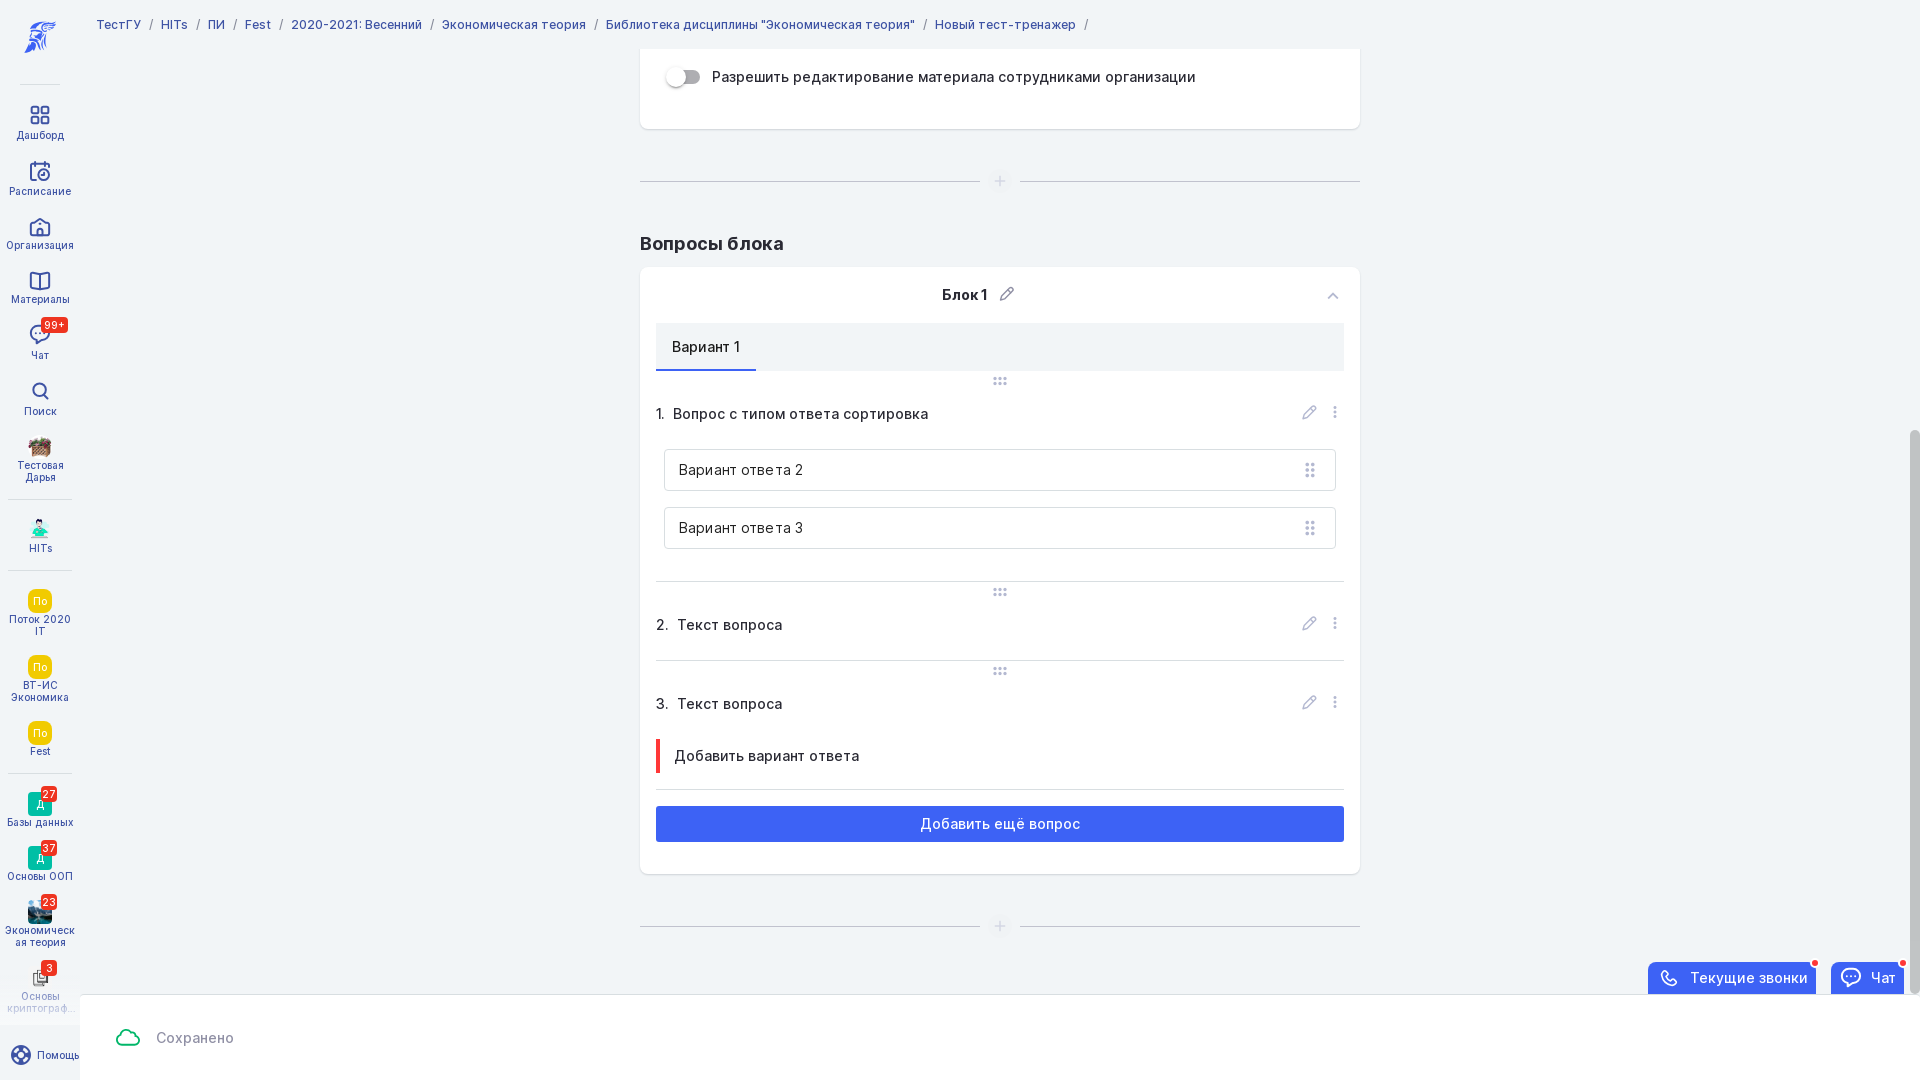 ТестГУ / HITs / ПИ / Fest / 2020-2021: Весенний / Экономическая теория / Библиотека дисциплины "Экономическая теория" / Новый тест-тренажер /
Разрешить редактирование материала сотрудниками организации
Дашборд
Расписание
Организация
Материалы
99+
Чат
Поиск
Тестовая
Дарья
HITs
По
Поток 2020
IT
По
ВТ-ИС
Экономика
По
Fest
27
Д
Базы данных
37
Д
Основы ООП
23
Экономическ
ая теория
3
Основы
криптограф...
Помощь
Вопросы блока
Блок 1
Вариант 1
1. Вопрос с типом ответа сортировка
Вариант ответа 2
Вариант ответа 3
2. Текст вопроса
3. Текст вопроса
Добавить вариант ответа
Добавить ещё вопрос
Текущие звонки
Чат
Сохранено